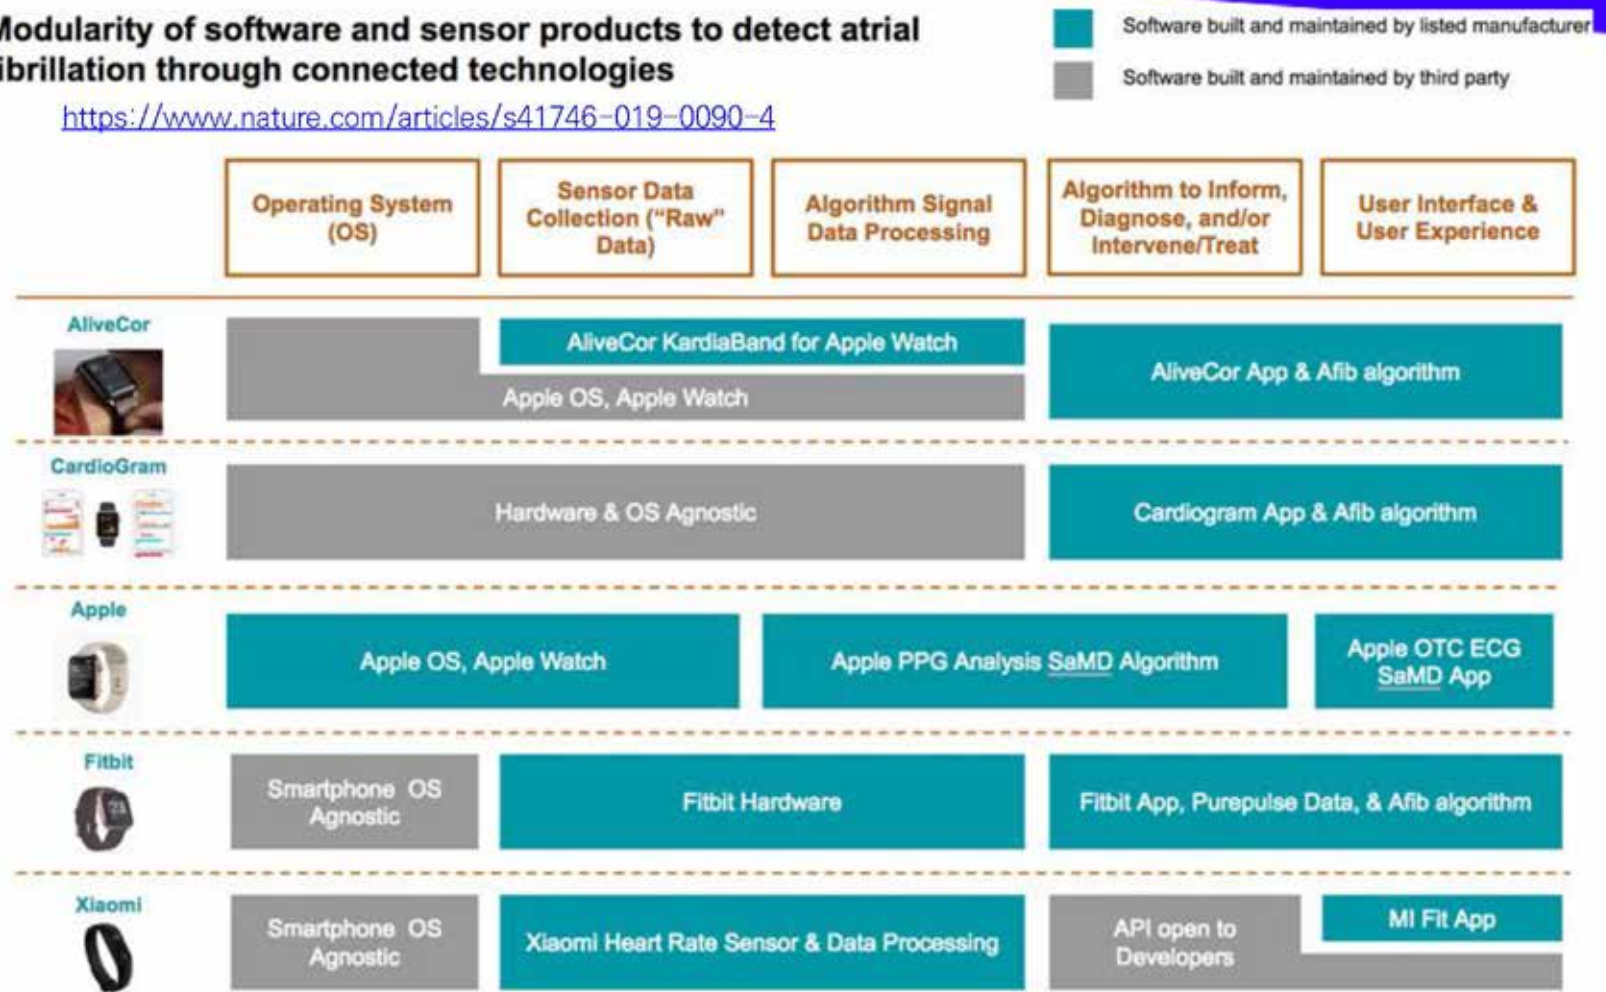 Modularity of software and sensor products to detect atrial
fibrillation through connected technologies
https://www.nature.com/articles/s41746-019-0090-4
Software built and maintained by listed manufacturer
Software built and maintained by third party
Operating System
(OS)
Sensor Data
Collection ("Raw"
Data)
Algorithm Signal
Data Processing
Algorithm to Inform,
Diagnose, and/or
Intervene/Treat
User Interface &
User Experience
AliveCor
AliveCor KardiaBand for Apple Watch
Apple OS, Apple Watch
AliveCor App & Afib algorithm
CardioGram
Hardware & OS Agnostic
Cardiogram App & Afib algorithm
Apple
Apple OS, Apple Watch
Apple PPG Analysis SaMD Algorithm
Apple OTC ECG
SaMD App
Fitbit
Smartphone OS
Agnostic
Fitbit Hardware
Fitbit App, Purepulse Data, & Afib algorithm
Xiaomi
Smartphone OS
Agnostic
Xiaomi Heart Rate Sensor & Data Processing
API open to
Developers
MI Fit App